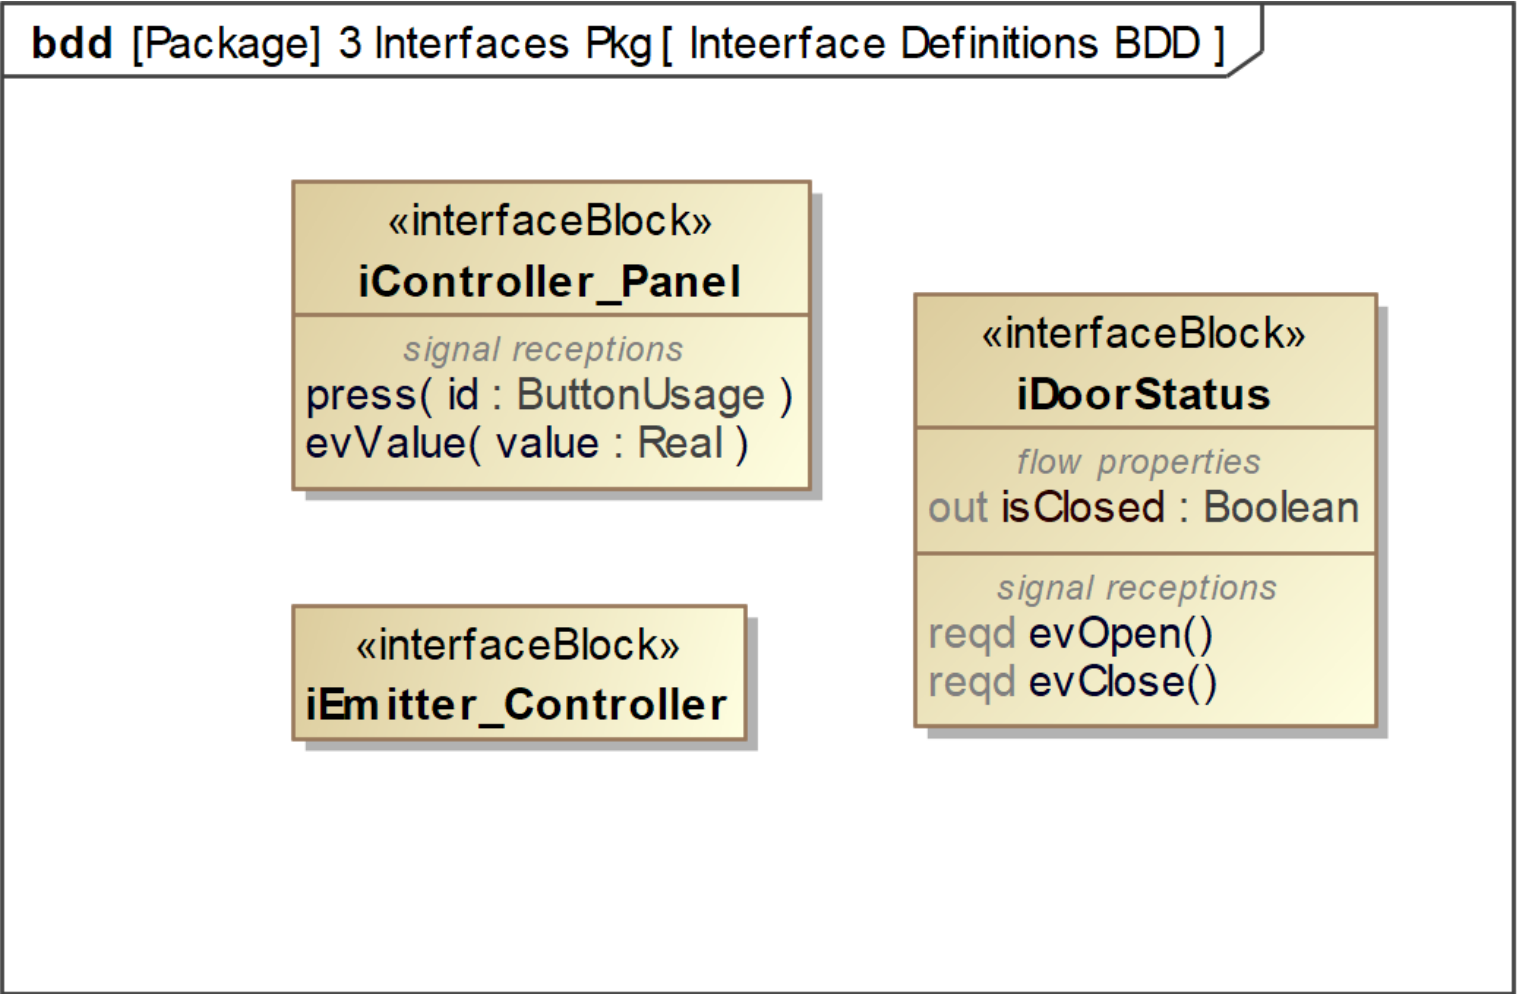 bdd [Package] 3 Interfaces Pkg [ Inteerface Definitions BDD ]
«interfaceBlock»
iController_Panel
signal receptions
press( id : ButtonUsage )
evValue( value : Real )
«interfaceBlock»
iDoorStatus
flow properties
out isClosed : Boolean
signal receptions
reqd evOpen()
reqd evClose()
«interfaceBlock»
iEmitter_Controller